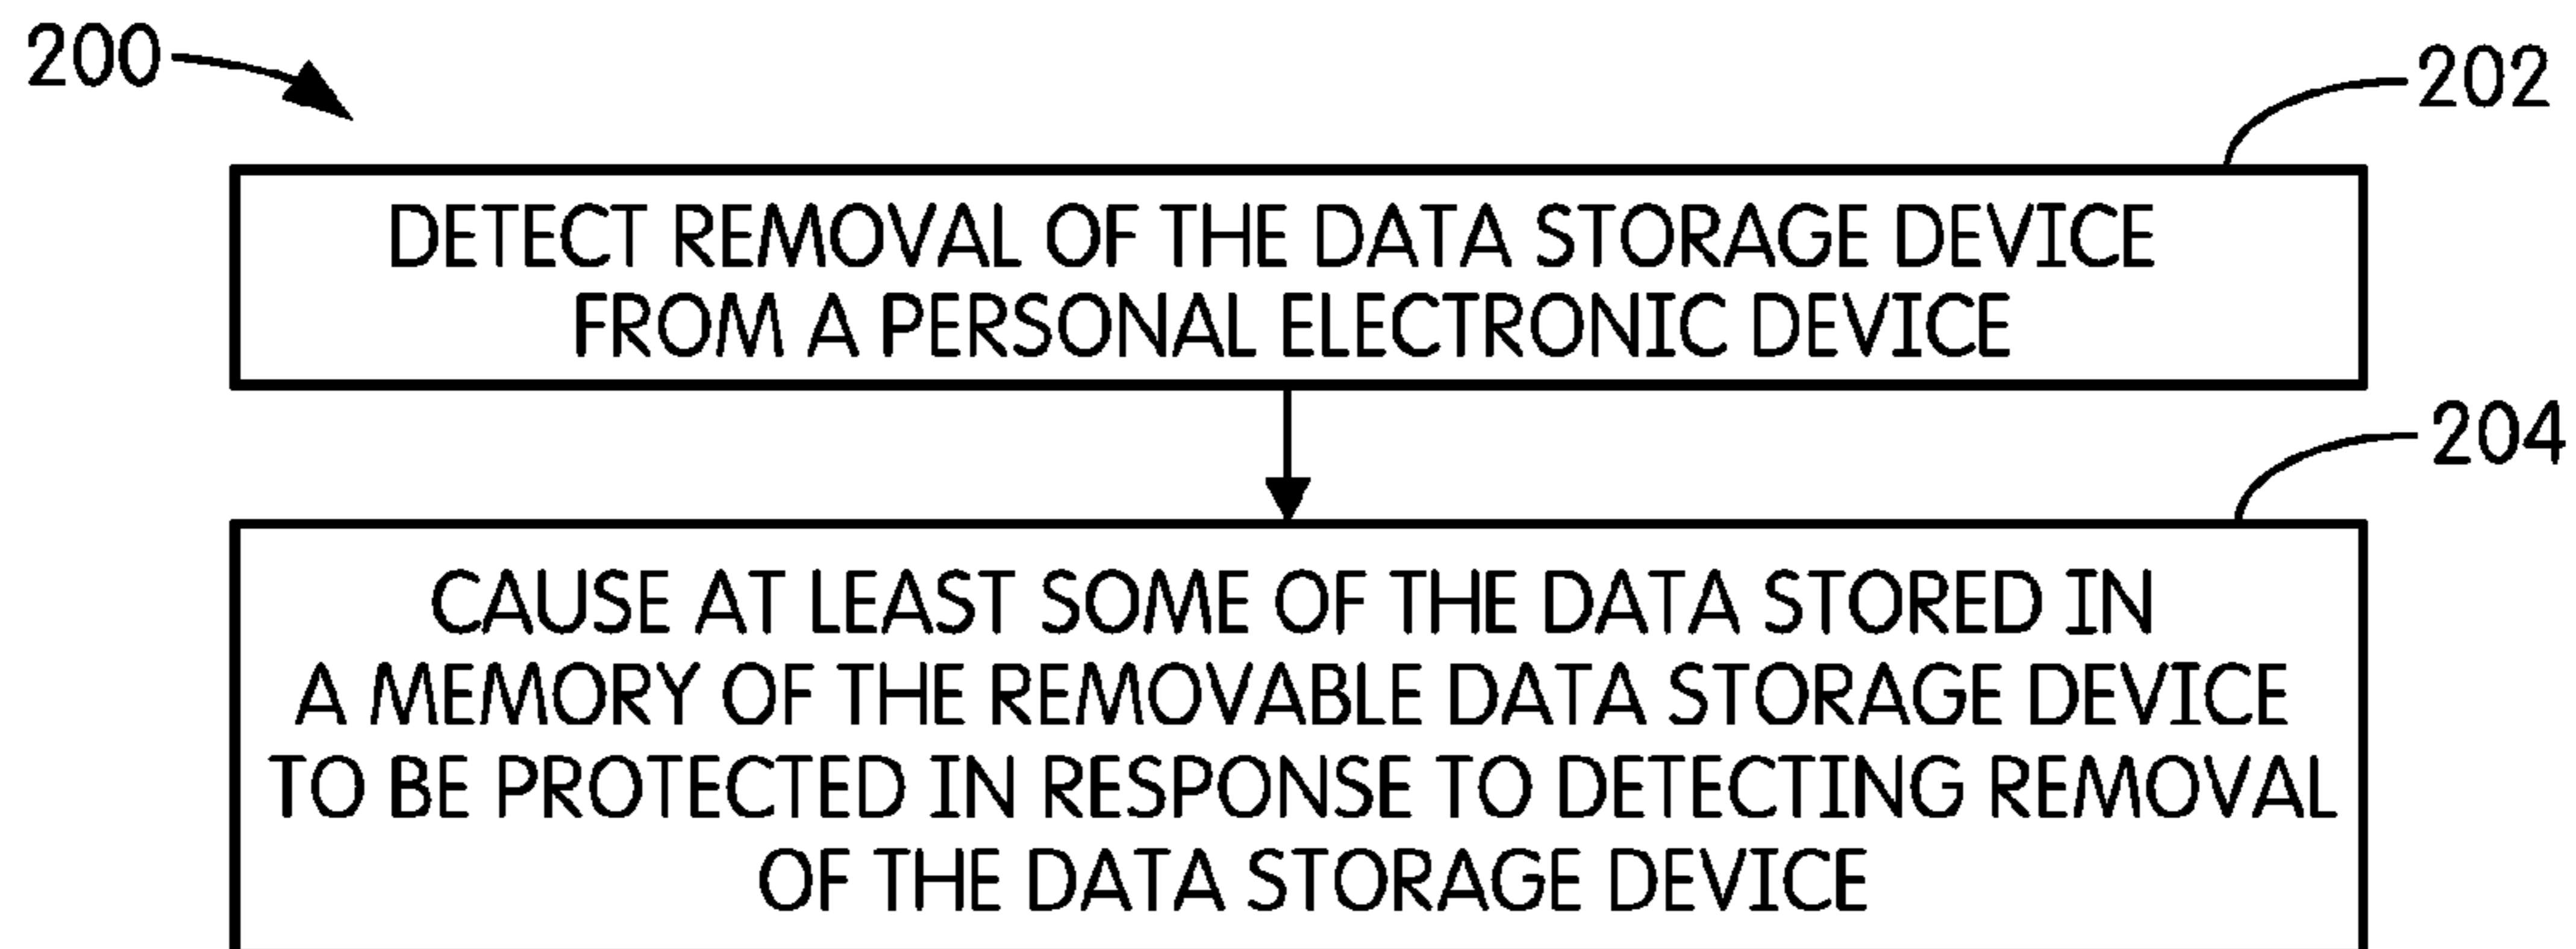 200
202
DETECT REMOVAL OF THE DATA STORAGE DEVICE
FROM A PERSONAL ELECTRONIC DEVICE
204
CAUSE AT LEAST SOME OF THE DATA STORED IN
A MEMORY OF THE REMOVABLE DATA STORAGE DEVICE
TO BE PROTECTED IN RESPONSE TO DETECTING REMOVAL
OF THE DATA STORAGE DEVICE